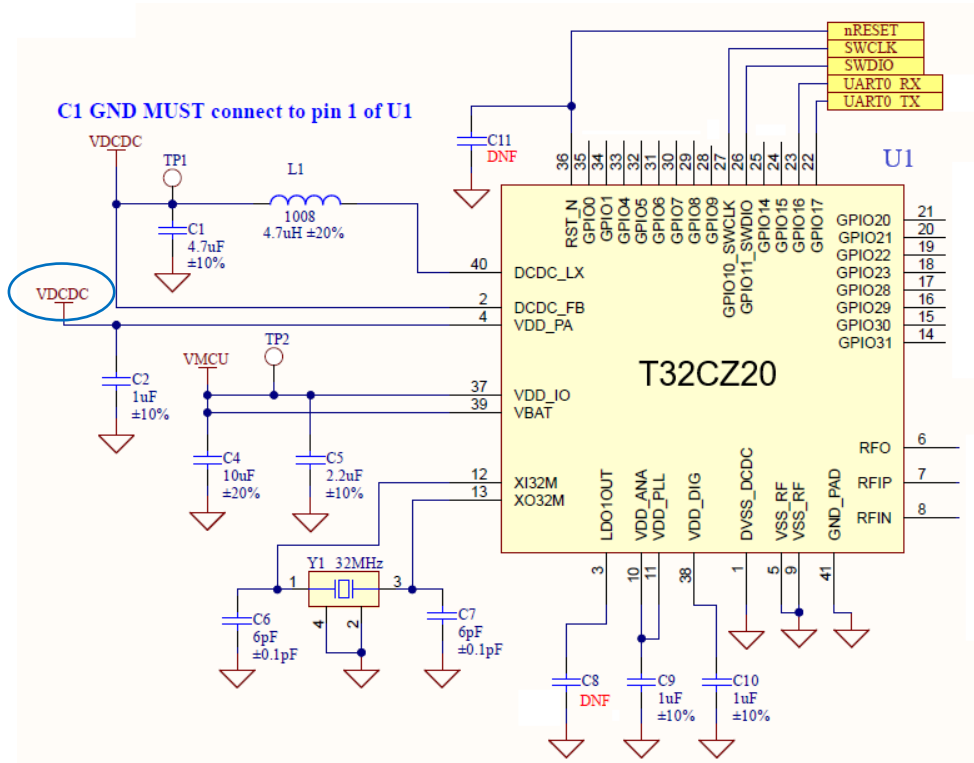 nRESET
SWCLK
SWDIO
UART0_RX
UART0_TX
C1 GND MUST connect to pin 1 of U1
VDCDC
TP1
L1
1008
4.7uH ±20%
C1
4.7uF
±10%
C11
DNF
U1
36
35
34
33
32
31
30
29
28
27
26
25
24
23
22
RST_N
GPIO0
GPIO1
GPIO4
GPIO5
GPIO6
GPIO7
GPIO8
GPIO9
GPIO10_SWCLK
GPIO11_SWDIO
GPIO14
GPIO15
GPIO16
GPIO17
GPIO20 21
GPIO21 20
GPIO22 19
GPIO23 18
GPIO28 17
GPIO29 16
GPIO30 15
GPIO31 14
40 DCDC_LX
2 DCDC_FB
4 VDD_PA
VDCDC
C2
1uF
±10%
TP2
VMCU
37 VDD_IO
39 VBAT
T32CZ20
C4
10uF
±20%
C5
2.2uF
±10%
12 XI32M
13 XO32M
RFO 6
RFIP 7
RFIN 8
LDO1OUT
VDD_ANA
VDD_PLL
VDD_DIG
DVSS_DCDC
VSS_RF
VSS_RF
GND_PAD
3
10
11
38
1
5
9
41
Y1 32MHz
1
3
4
2
C6
6pF
±0.1pF
C7
6pF
±0.1pF
C8
DNF
C9
1uF
±10%
C10
1uF
±10%